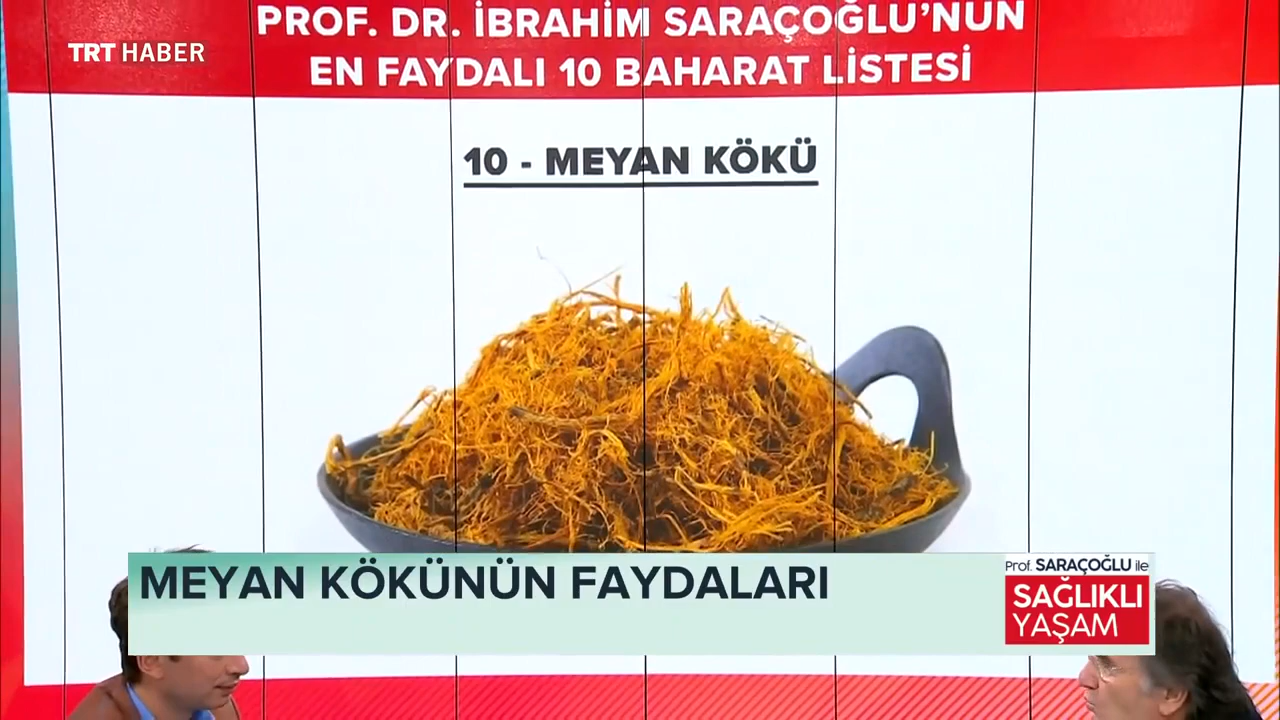 PROF. DR. İBRAHİM SARAÇOĞLU'NUN
TRT HABER
EN FAYDALI 10 BAHARAT LİSTESİ
10 - MEYAN KÖKÜ
MEYAN KÖKÜNÜN FAYDALARI
Prof. SARAÇOĞLU ile
SAĞLIKLI
YAŞAM